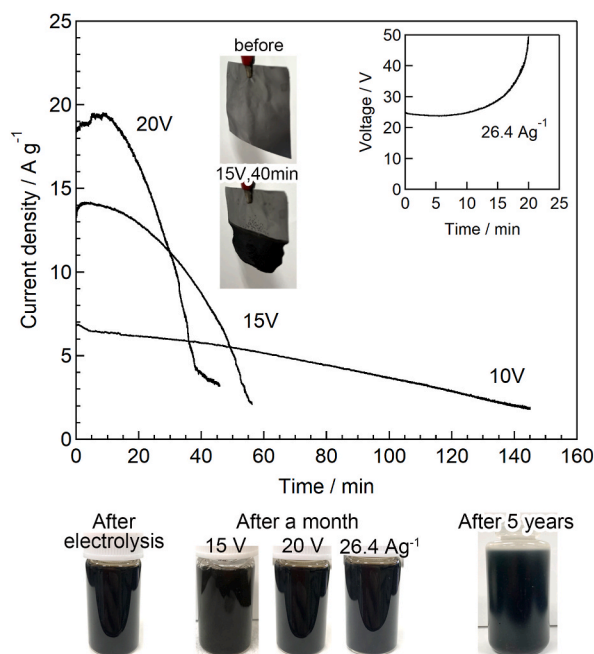 before
20V
15V,40min
15V
10V
25
20
15
10
5
0
Current density / A g⁻¹
0
20
40
60
80
100
120
140
160
Time / min
50
40
30
20
10
0
Voltage / V
26.4 Ag⁻¹
0
5
10
15
20
25
Time / min
After
electrolysis
After a month
15 V
20 V
26.4 Ag⁻¹
After 5 years